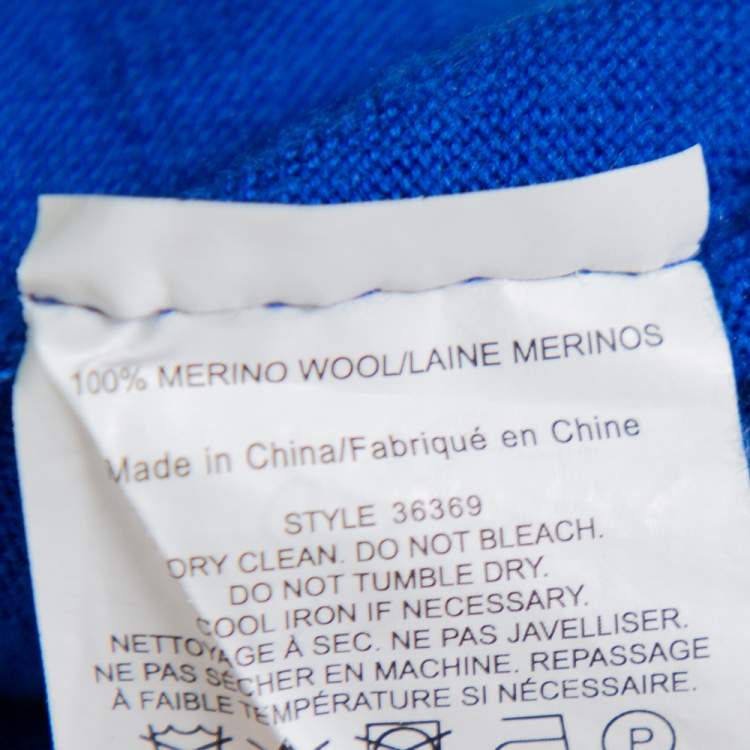 100% MERINO WOOL/LAINE MERINOS
Made in China/Fabriqué en Chine
STYLE 36369
DRY CLEAN. DO NOT BLEACH.
DO NOT TUMBLE DRY.
COOL IRON IF NECESSARY.
NETTOYAGE À SEC. NE PAS JAVELLISER.
NE PAS SÉCHER EN MACHINE. REPASSAGE
À FAIBLE TEMPÉRATURE SI NÉCESSAIRE.
P